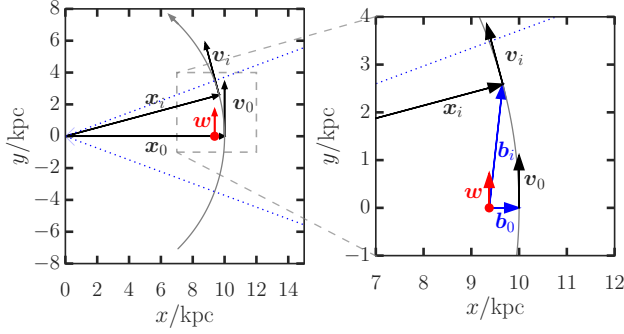 8
6
4
2
0
−2
−4
−6
−8
y/kpc
0 2 4 6 8 10 12 14
x/kpc
v_i
x_i
v_0
w
x_0
4
3
2
1
0
−1
y/kpc
7 8 9 10 11 12
x/kpc
v_i
x_i
b_i
v_0
w
b_0